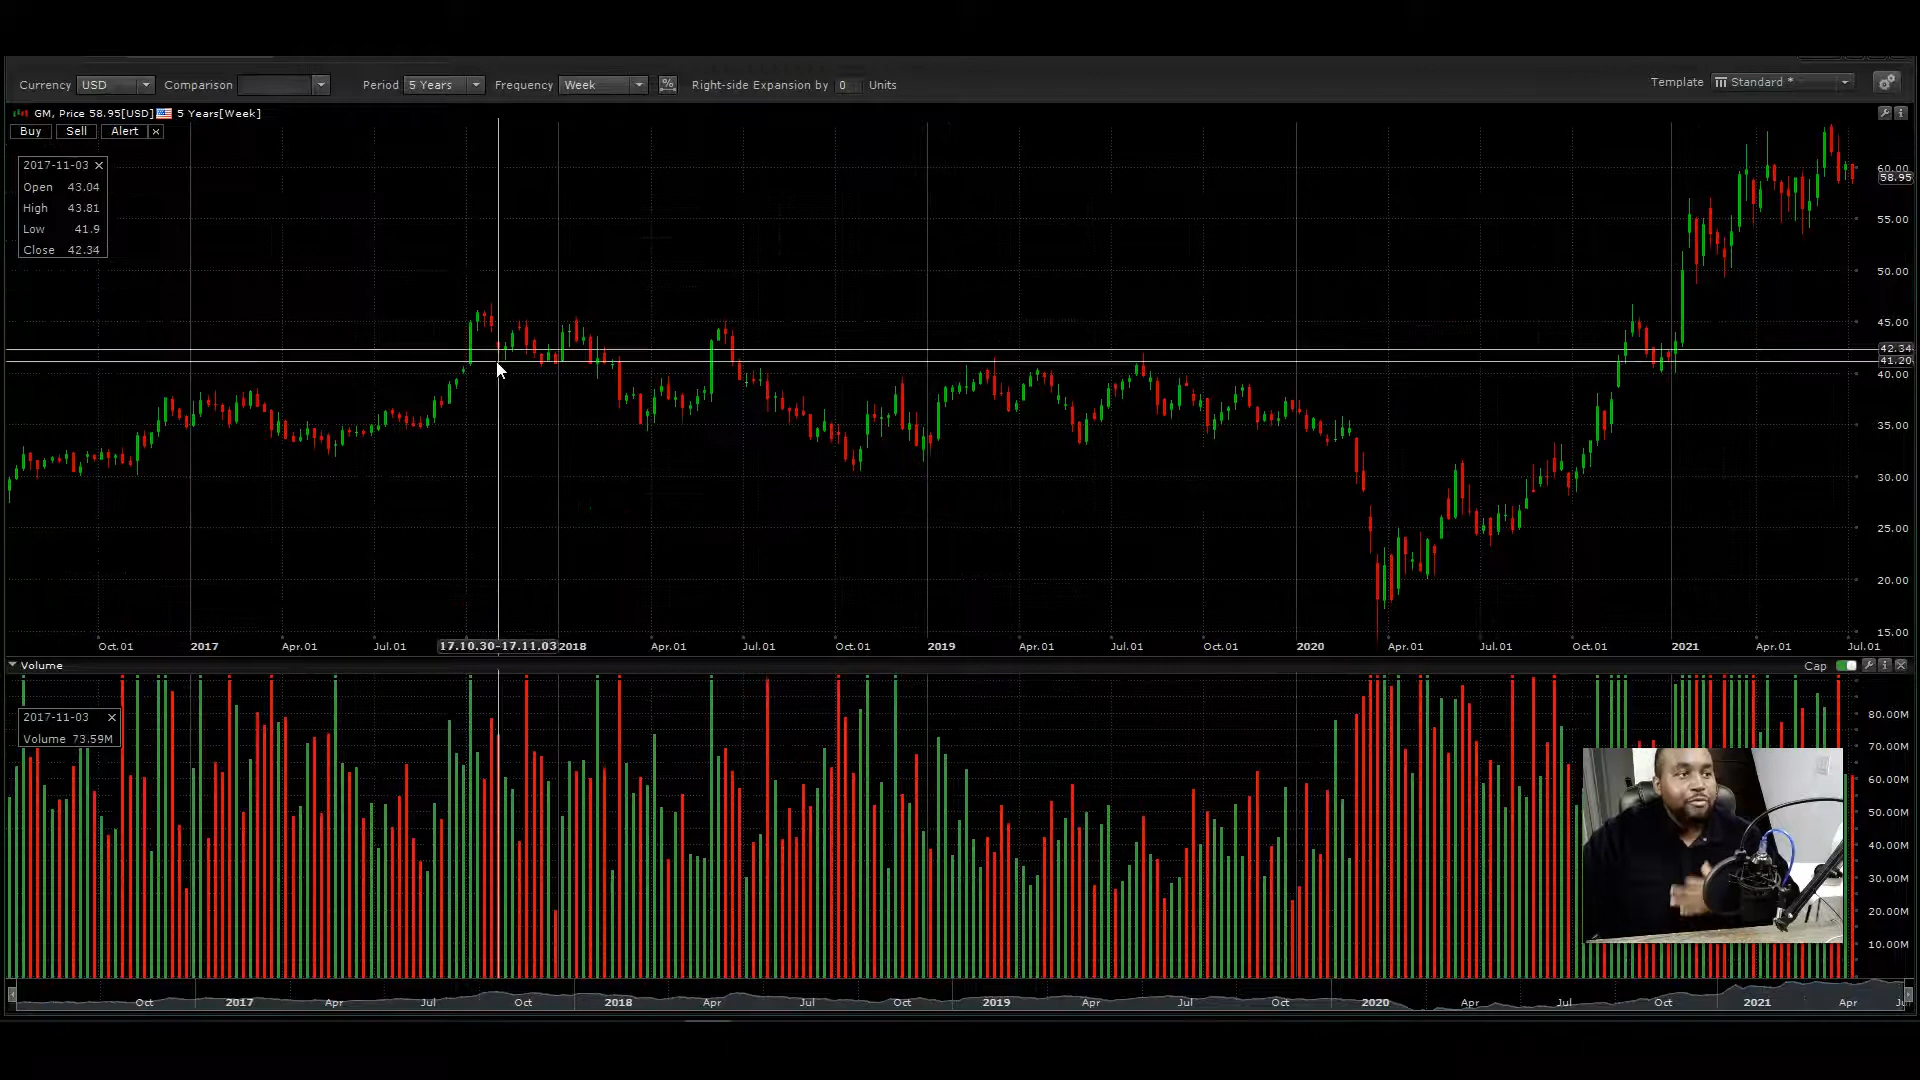 Currency USD Comparison Period 5 Years Frequency Week % Right-side Expansion by 0 Units Template Standard *
GM, Price 58.95[USD] 5 Years[Week]
Buy Sell Alert ×
2017-11-03 ×
Open 43.04
High 43.81
Low 41.9
Close 42.34
60.00
58.95
55.00
50.00
45.00
42.34
41.20
40.00
35.00
30.00
25.00
20.00
15.00
Oct.01 2017 Apr.01 Jul.01 17.10.30-17.11.03 2018 Apr.01 Jul.01 Oct.01 2019 Apr.01 Jul.01 Oct.01 2020 Apr.01 Jul.01 Oct.01 2021 Apr.01 Jul.01
Volume Cap
2017-11-03 ×
Volume 73.59M
80.00M
70.00M
60.00M
50.00M
40.00M
30.00M
20.00M
10.00M
Oct 2017 Apr Jul Oct 2018 Apr Jul Oct 2019 Apr Jul Oct 2020 Apr Jul Oct 2021 Apr